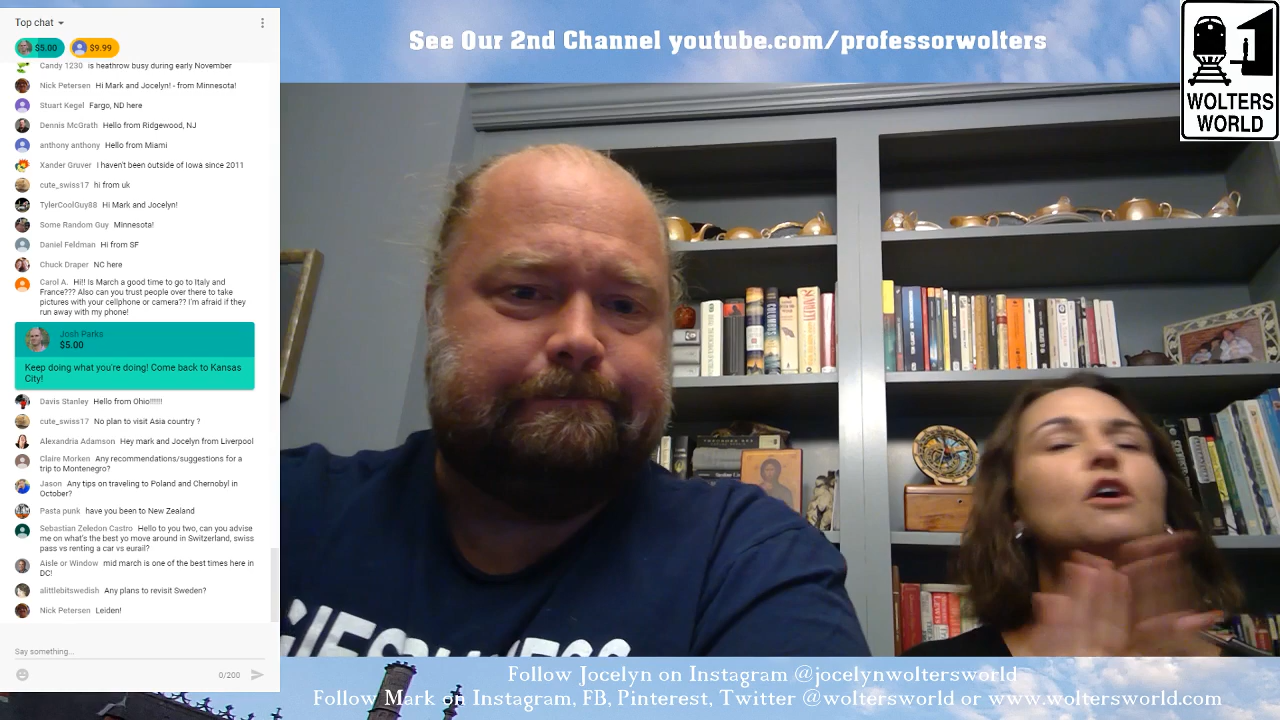 Top chat
$5.00 $9.99
Candy 1230 is heathrow busy during early November
Nick Petersen Hi Mark and Jocelyn! - from Minnesota!
Stuart Kegel Fargo, ND here
Dennis McGrath Hello from Ridgewood, NJ
anthony anthony Hello from Miami
Xander Gruver I haven't been outside of Iowa since 2011
cute_swiss17 hi from uk
TylerCoolGuy88 Hi Mark and Jocelyn!
Some Random Guy Minnesota!
Daniel Feldman Hi from SF
Chuck Draper NC here
Carol A. Hi!! Is March a good time to go to Italy and
France??? Also can you trust people over there to take
pictures with your cellphone or camera?? I'm afraid if they
run away with my phone!
Josh Parks
$5.00
Keep doing what you're doing! Come back to Kansas
City!
Davis Stanley Hello from Ohio!!!!!!
cute_swiss17 No plan to visit Asia country ?
Alexandria Adamson Hey mark and Jocelyn from Liverpool
Claire Morken Any recommendations/suggestions for a
trip to Montenegro?
Jason Any tips on traveling to Poland and Chernobyl in
October?
Pasta punk have you been to New Zealand
Sebastian Zeledon Castro Hello to you two, can you advise
me on what's the best yo move around in Switzerland, swiss
pass vs renting a car vs eurail?
Aisle or Window mid march is one of the best times here in
DC!
alittlebitswedish Any plans to revisit Sweden?
Nick Petersen Leiden!
Say something...
0/200
See Our 2nd Channel youtube.com/professorwolters
WOLTERS
WORLD
Follow Jocelyn on Instagram @jocelynwoltersworld
Follow Mark on Instagram, FB, Pinterest, Twitter @woltersworld or www.woltersworld.com